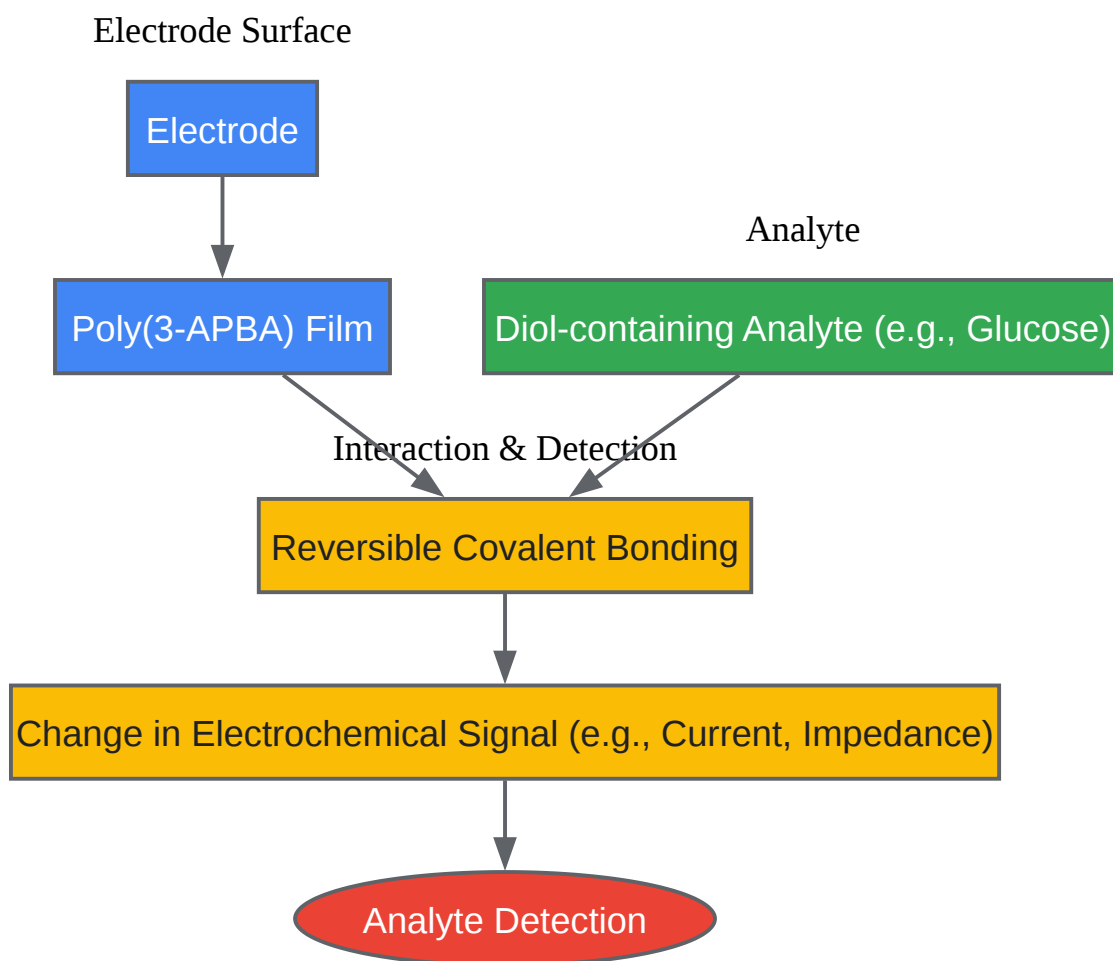 Electrode Surface
Electrode
Analyte
Poly(3-APBA) Film
Diol-containing Analyte (e.g., Glucose)
Interaction & Detection
Reversible Covalent Bonding
Change in Electrochemical Signal (e.g., Current, Impedance)
Analyte Detection